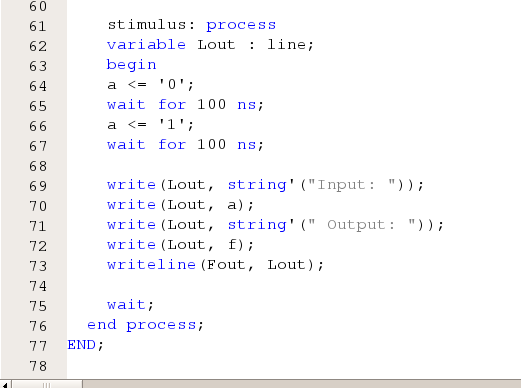 60
61 stimulus: process
62 variable Lout : line;
63 begin
64 a <= '0';
65 wait for 100 ns;
66 a <= '1';
67 wait for 100 ns;
68
69 write(Lout, string'("Input: "));
70 write(Lout, a);
71 write(Lout, string'(" Output: "));
72 write(Lout, f);
73 writeline(Fout, Lout);
74
75 wait;
76 end process;
77 END;
78